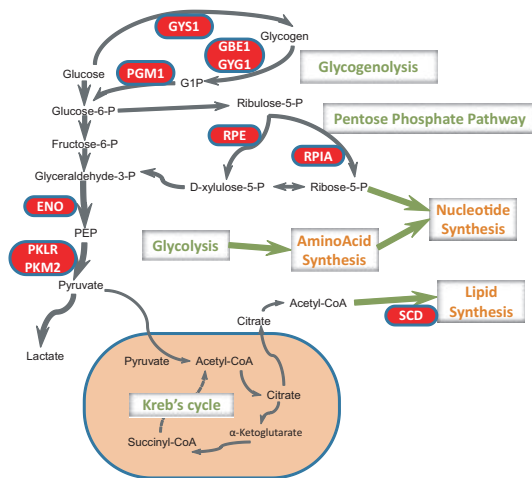 GYS1
Glycogen
GBE1
GYG1
Glycogenolysis
Glucose
PGM1
G1P
Glucose-6-P
Ribulose-5-P
Pentose Phosphate Pathway
Fructose-6-P
RPE
RPIA
Glyceraldehyde-3-P
D-xylulose-5-P
Ribose-5-P
ENO
Nucleotide
Synthesis
PEP
Glycolysis
AminoAcid
Synthesis
PKLR
PKM2
Pyruvate
Acetyl-CoA
Lipid
Synthesis
SCD
Citrate
Lactate
Pyruvate
Acetyl-CoA
Kreb's cycle
Citrate
Succinyl-CoA
α-Ketoglutarate